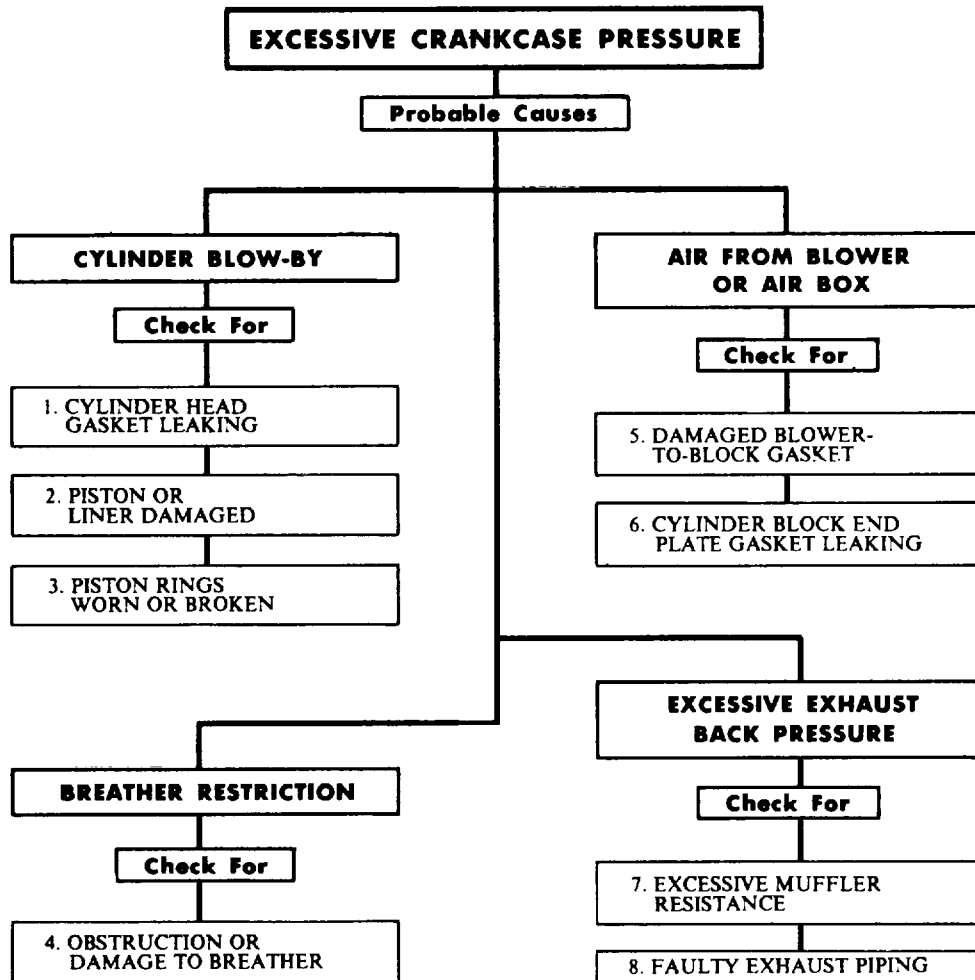 EXCESSIVE CRANKCASE PRESSURE
Probable Causes
CYLINDER BLOW-BY
Check For
1. CYLINDER HEAD
GASKET LEAKING
2. PISTON OR
LINER DAMAGED
3. PISTON RINGS
WORN OR BROKEN
AIR FROM BLOWER
OR AIR BOX
Check For
5. DAMAGED BLOWER-
TO-BLOCK GASKET
6. CYLINDER BLOCK END
PLATE GASKET LEAKING
BREATHER RESTRICTION
Check For
4. OBSTRUCTION OR
DAMAGE TO BREATHER
EXCESSIVE EXHAUST
BACK PRESSURE
Check For
7. EXCESSIVE MUFFLER
RESISTANCE
8. FAULTY EXHAUST PIPING